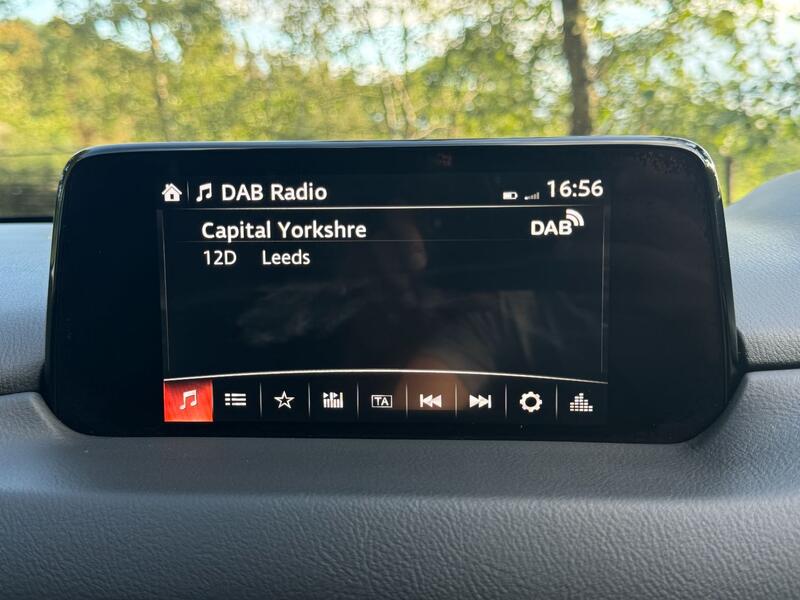 DAB Radio 16:56
Capital Yorkshre DAB
12D Leeds
TA